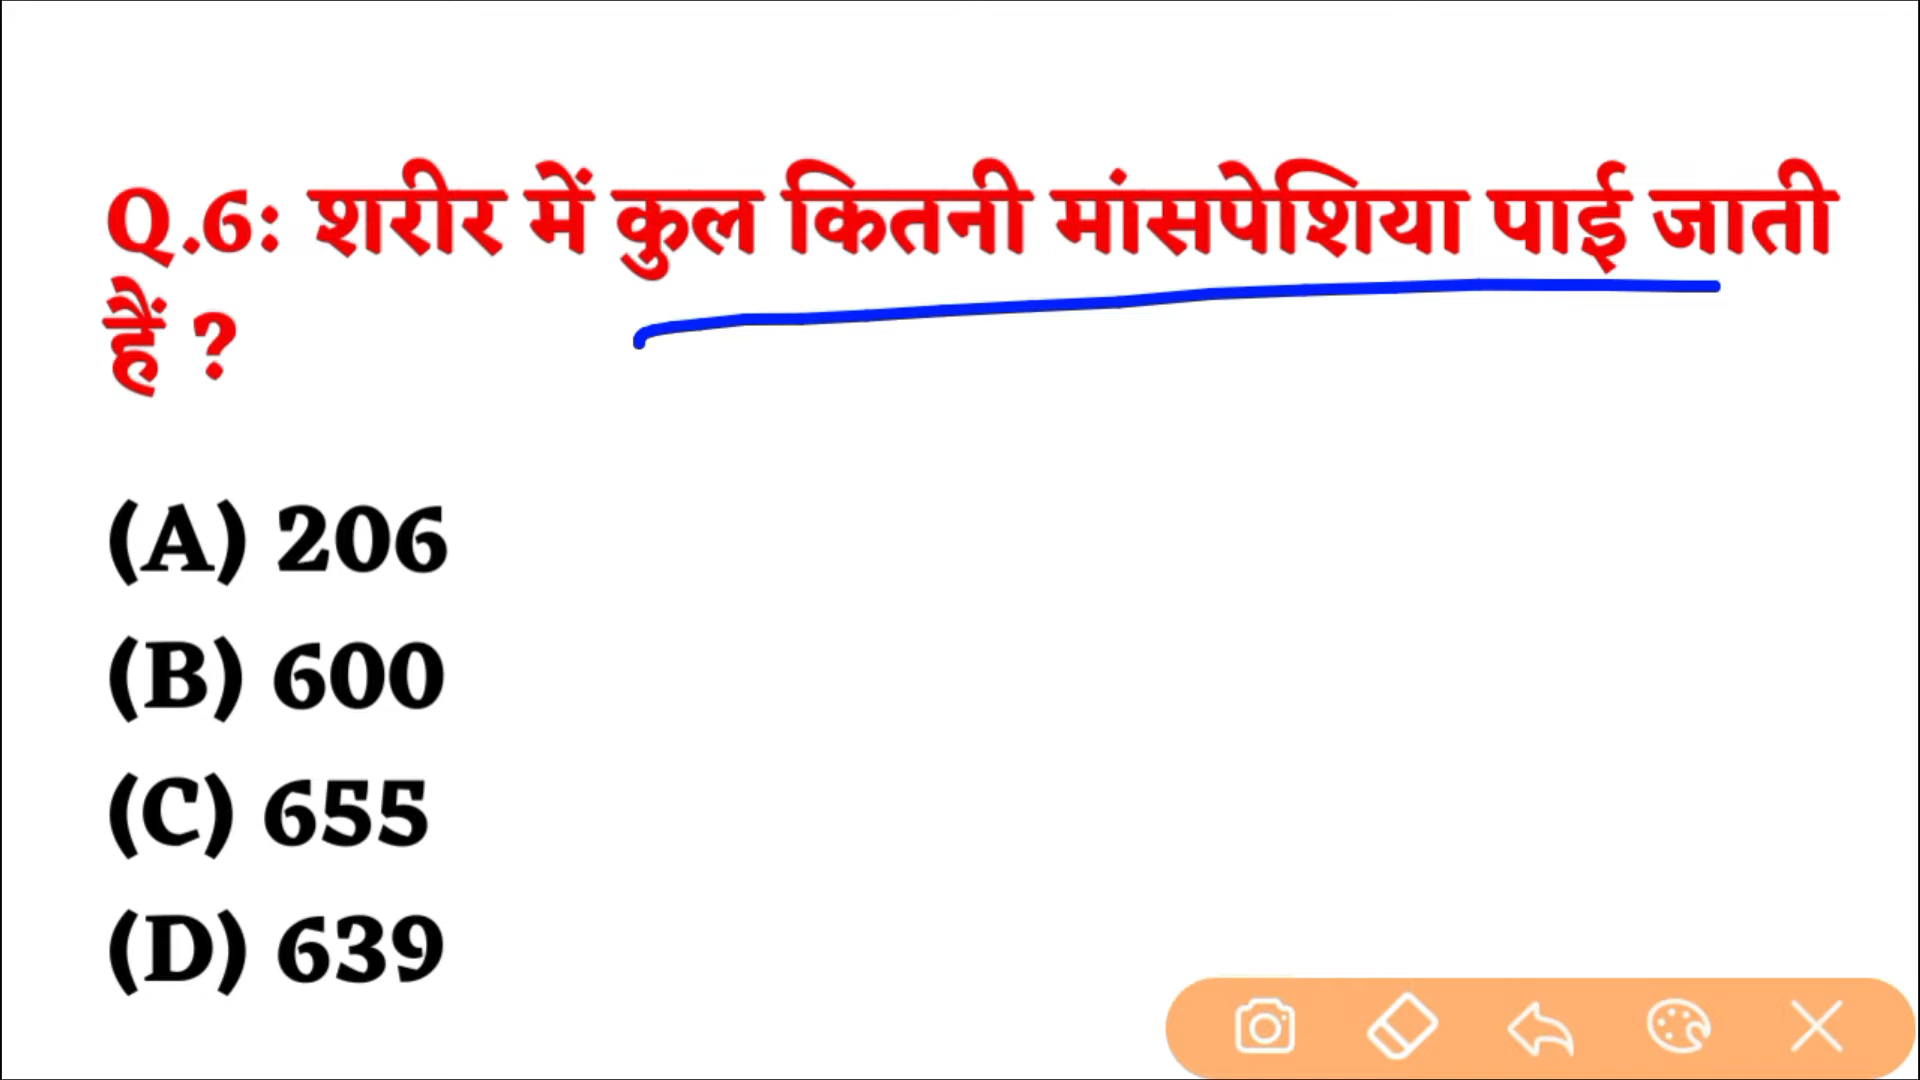 Q.6: शरीर में कुल कितनी मांसपेशिया पाई जाती
हैं ?
(A) 206
(B) 600
(C) 655
(D) 639